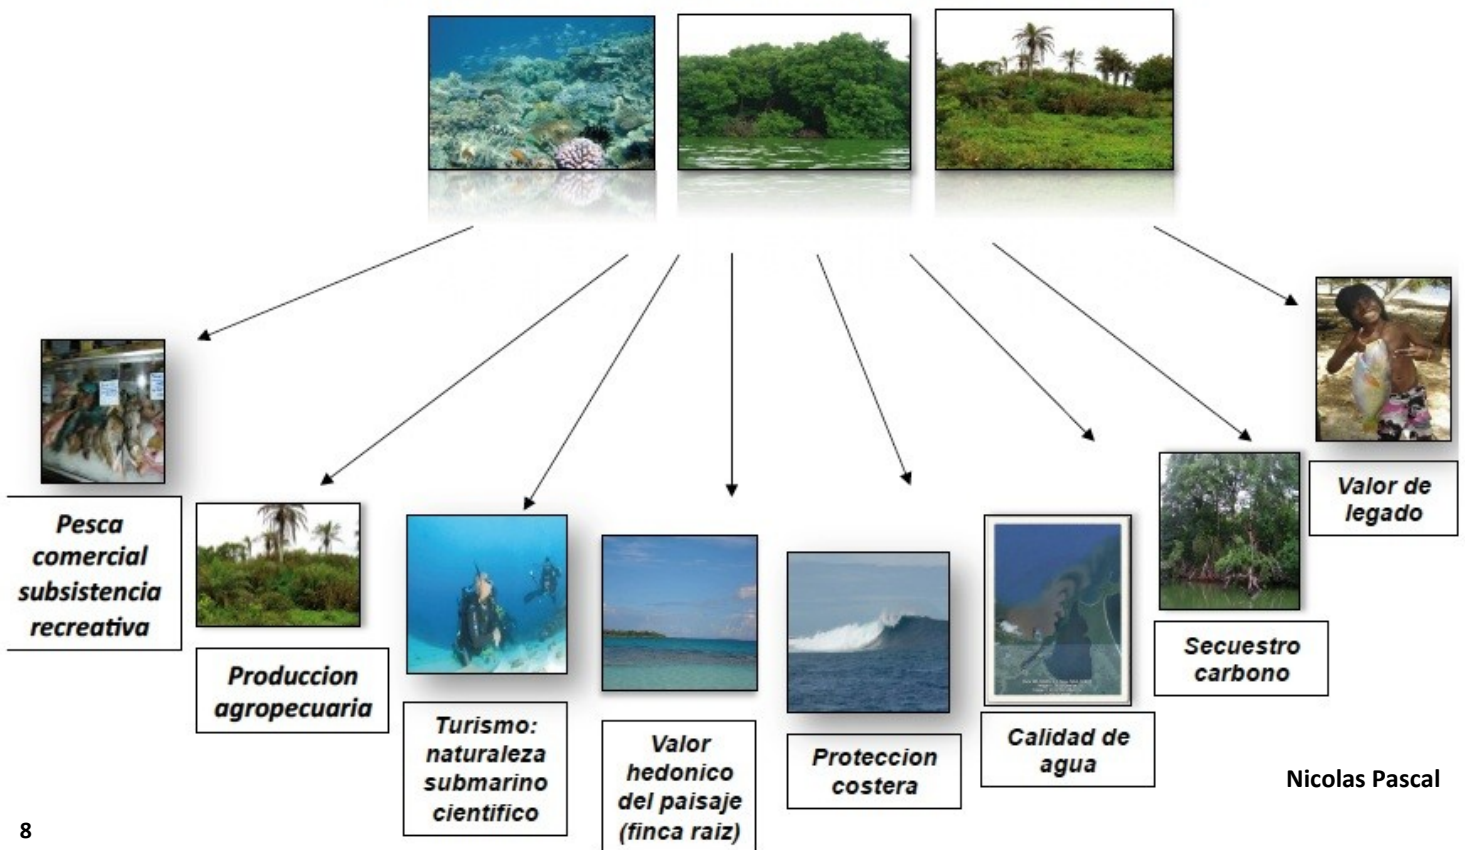 Pesca
comercial
subsistencia
recreativa
Produccion
agropecuaria
Turismo:
naturaleza
submarino
cientifico
Valor
hedonico
del paisaje
(finca raiz)
Proteccion
costera
Calidad de
agua
Secuestro
carbono
Valor de
legado
Nicolas Pascal
8